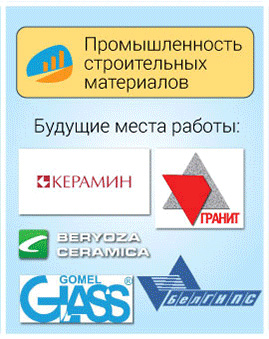 Промышленность
строительных
материалов
Будущие места работы:
КЕРАМИН
ГРАНИТ
BERYOZA
CERAMICA
GOMEL
GLASS®
БелГИПС